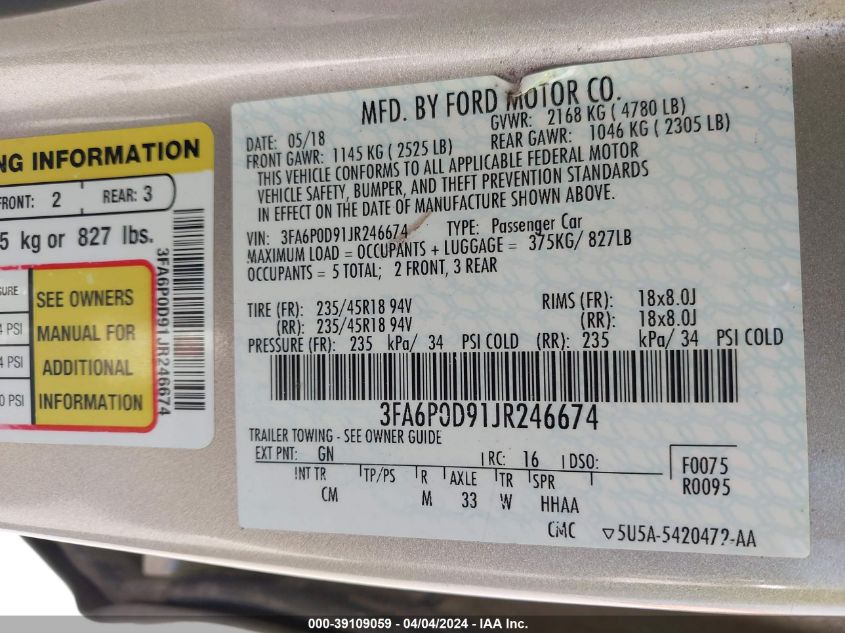 NG INFORMATION
FRONT: 2 REAR: 3
5 kg or 827 lbs.
SURE
4 PSI
4 PSI
0 PSI
SEE OWNERS
MANUAL FOR
ADDITIONAL
INFORMATION
3FA6P0D91JR246674
MFD. BY FORD MOTOR CO.
DATE: 05/18 GVWR: 2168 KG ( 4780 LB)
FRONT GAWR: 1145 KG ( 2525 LB) REAR GAWR: 1046 KG ( 2305 LB)
THIS VEHICLE CONFORMS TO ALL APPLICABLE FEDERAL MOTOR
VEHICLE SAFETY, BUMPER, AND THEFT PREVENTION STANDARDS
IN EFFECT ON THE DATE OF MANUFACTURE SHOWN ABOVE.
VIN: 3FA6P0D91JR246674 TYPE: Passenger Car
MAXIMUM LOAD = OCCUPANTS + LUGGAGE = 375KG/ 827LB
OCCUPANTS = 5 TOTAL; 2 FRONT, 3 REAR
TIRE (FR): 235/45R18 94V RIMS (FR): 18x8.0J
(RR): 235/45R18 94V (RR): 18x8.0J
PRESSURE (FR): 235 kPa/ 34 PSI COLD (RR): 235 kPa/ 34 PSI COLD
3FA6P0D91JR246674
TRAILER TOWING - SEE OWNER GUIDE
EXT PNT: GN RC: 16 DSO: F0075
INT TR TP/PS R AXLE TR SPR R0095
CM M 33 W HHAA
CMC ▽5U5A-5420472-AA
000-39109059 - 04/04/2024 - IAA Inc.